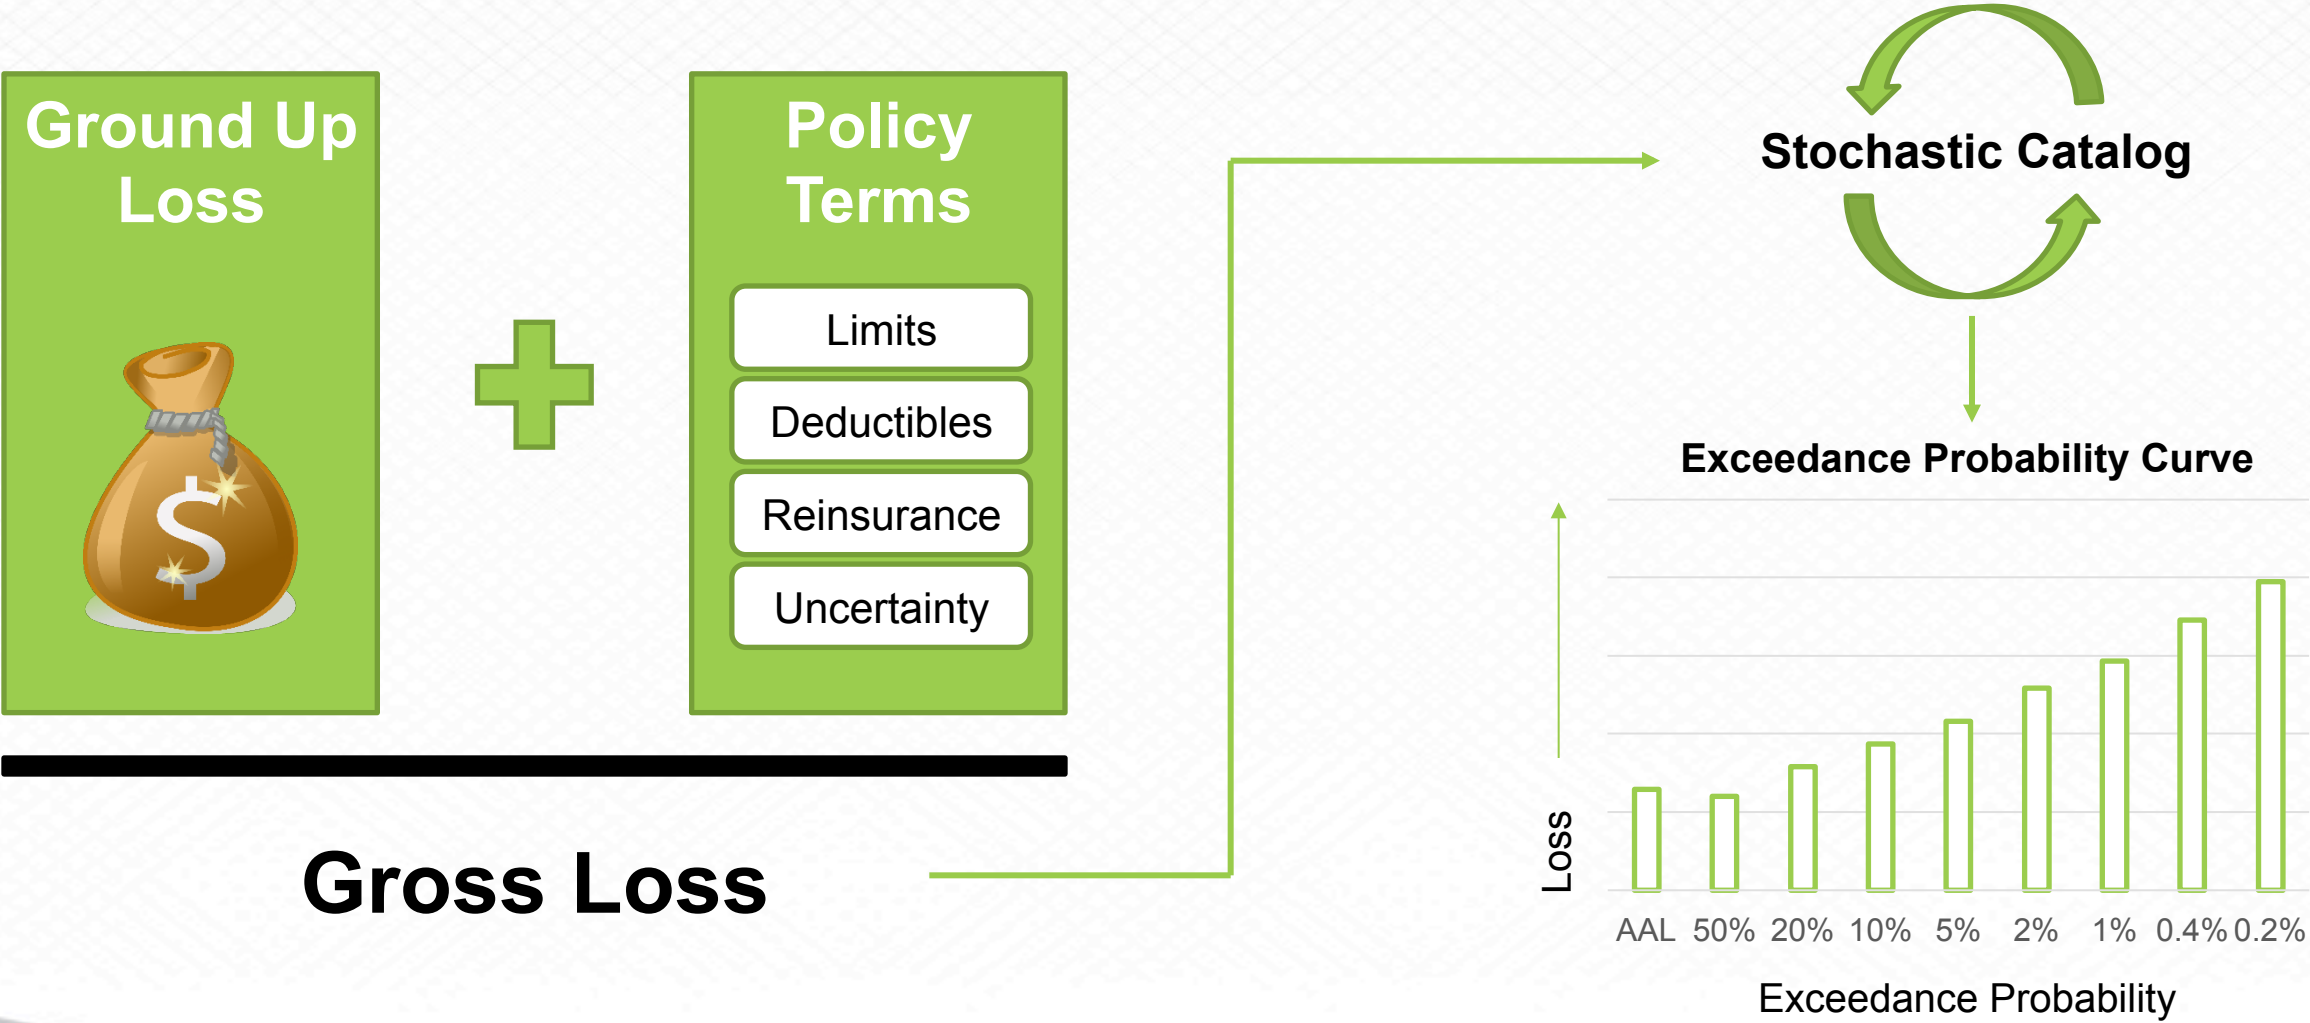 Ground Up
Loss
$
Policy
Terms
Limits
Deductibles
Reinsurance
Uncertainty
Gross Loss
Stochastic Catalog
Exceedance Probability Curve
Loss
AAL 50% 20% 10% 5% 2% 1% 0.4% 0.2%
Exceedance Probability